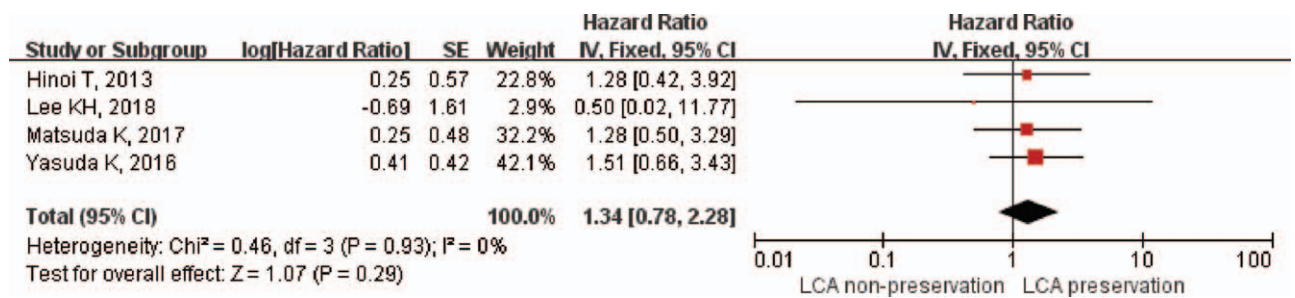 Hazard Ratio Hazard Ratio
Study or Subgroup log[Hazard Ratio] SE Weight IV, Fixed, 95% CI IV, Fixed, 95% CI
Hinoi T, 2013 0.25 0.57 22.8% 1.28 [0.42, 3.92]
Lee KH, 2018 -0.69 1.61 2.9% 0.50 [0.02, 11.77]
Matsuda K, 2017 0.25 0.48 32.2% 1.28 [0.50, 3.29]
Yasuda K, 2016 0.41 0.42 42.1% 1.51 [0.66, 3.43]
Total (95% CI) 100.0% 1.34 [0.78, 2.28]
Heterogeneity: Chi² = 0.46, df = 3 (P = 0.93); I² = 0%
Test for overall effect: Z = 1.07 (P = 0.29)
0.01 0.1 1 10 100
LCA non-preservation LCA preservation